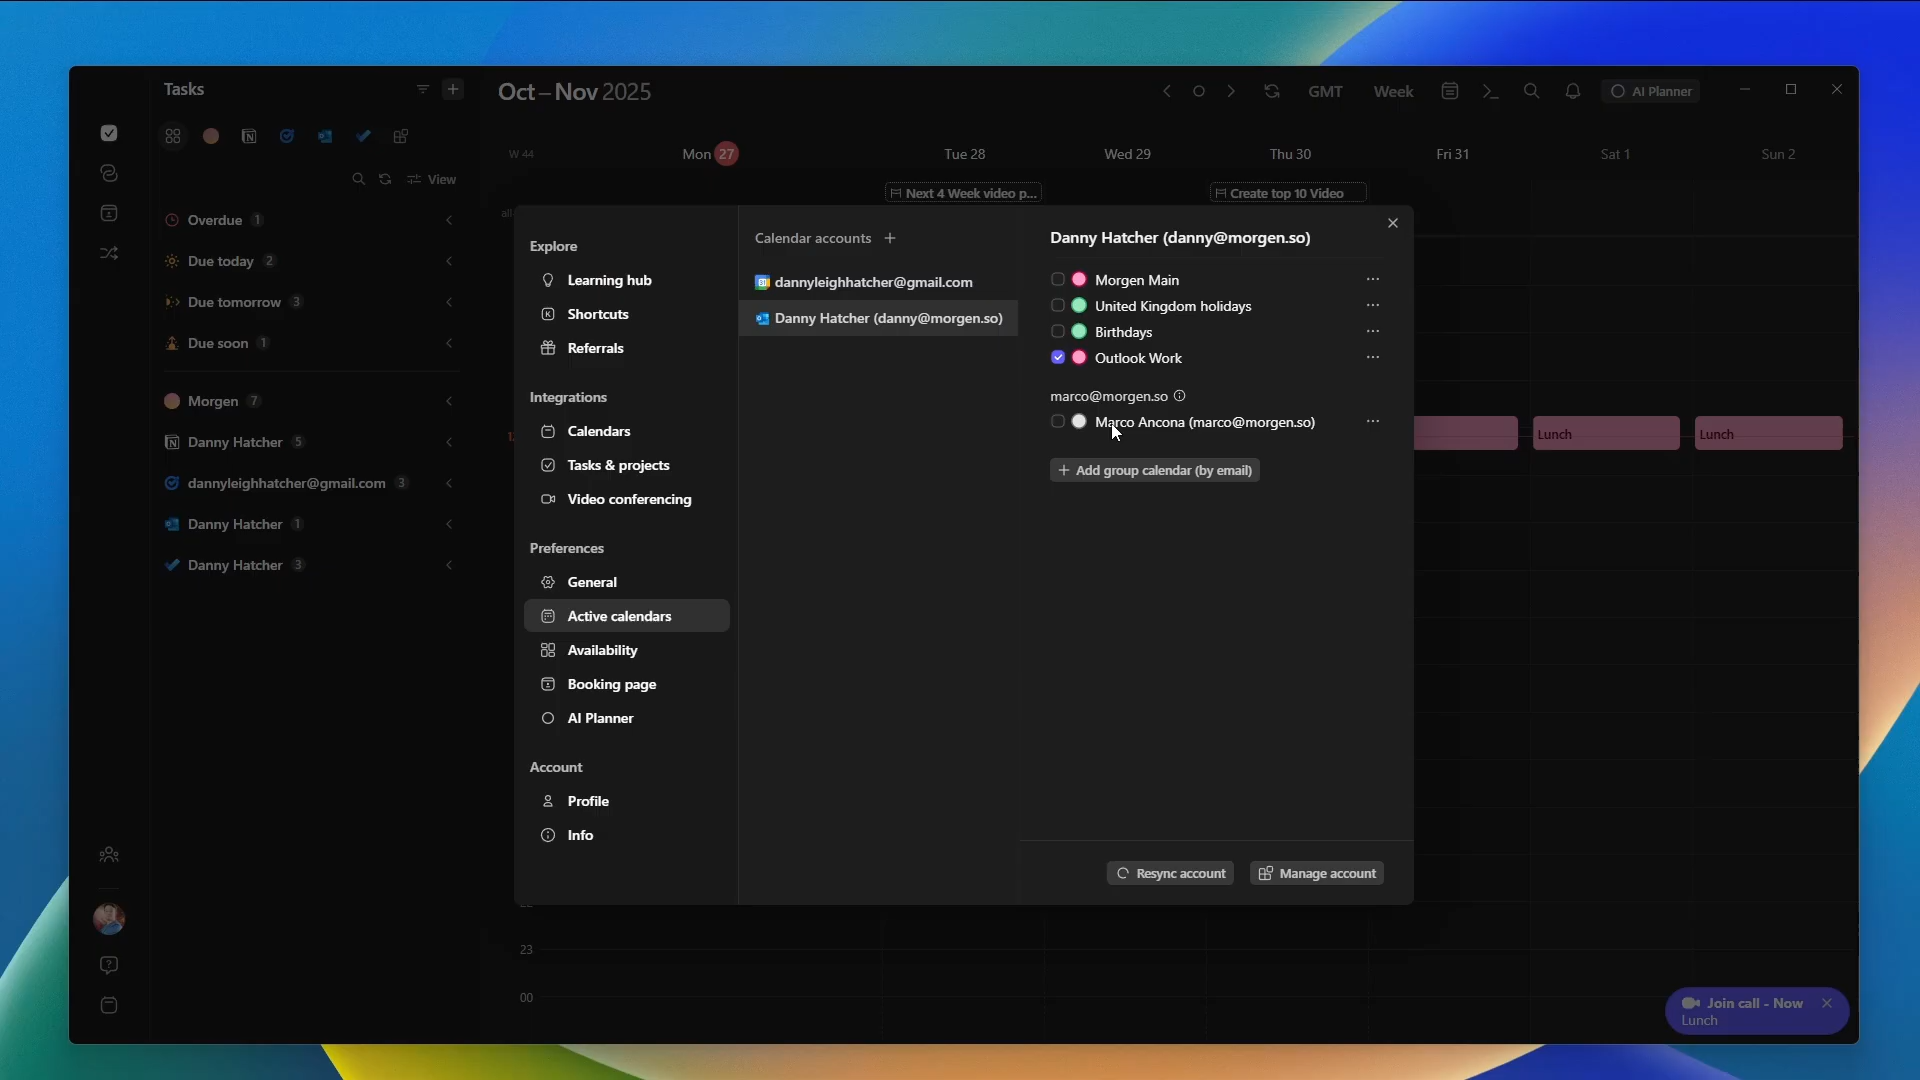 Tasks
Oct – Nov 2025
GMT
Week
AI Planner
View
W 44
Mon 27
Tue 28
Wed 29
Thu 30
Fri 31
Sat 1
Sun 2
Next 4 Week video p...
Create top 10 Video
all
Overdue 1
Due today 2
Due tomorrow 3
Due soon 1
Morgen 7
Danny Hatcher 5
dannyleighhatcher@gmail.com 3
Danny Hatcher 1
Danny Hatcher 3
Explore
Learning hub
Shortcuts
Referrals
Integrations
Calendars
Tasks & projects
Video conferencing
Preferences
General
Active calendars
Availability
Booking page
AI Planner
Account
Profile
Info
Calendar accounts +
dannyleighhatcher@gmail.com
Danny Hatcher (danny@morgen.so)
Danny Hatcher (danny@morgen.so)
Morgen Main
United Kingdom holidays
Birthdays
Outlook Work
marco@morgen.so
Marco Ancona (marco@morgen.so)
+ Add group calendar (by email)
Resync account
Manage account
Lunch
Lunch
23
00
Join call - Now
Lunch